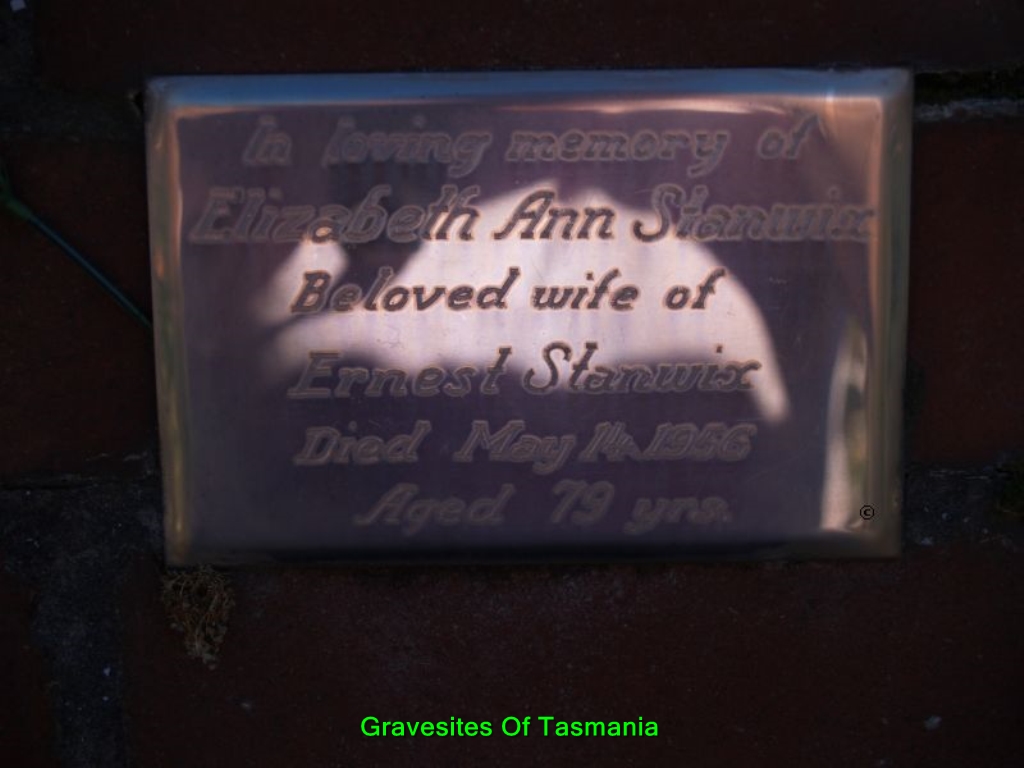 In loving memory of
Elizabeth Ann Stanwix
Beloved wife of
Ernest Stanwix
Died May 14, 1956
Aged 79 yrs.
©
Gravesites Of Tasmania